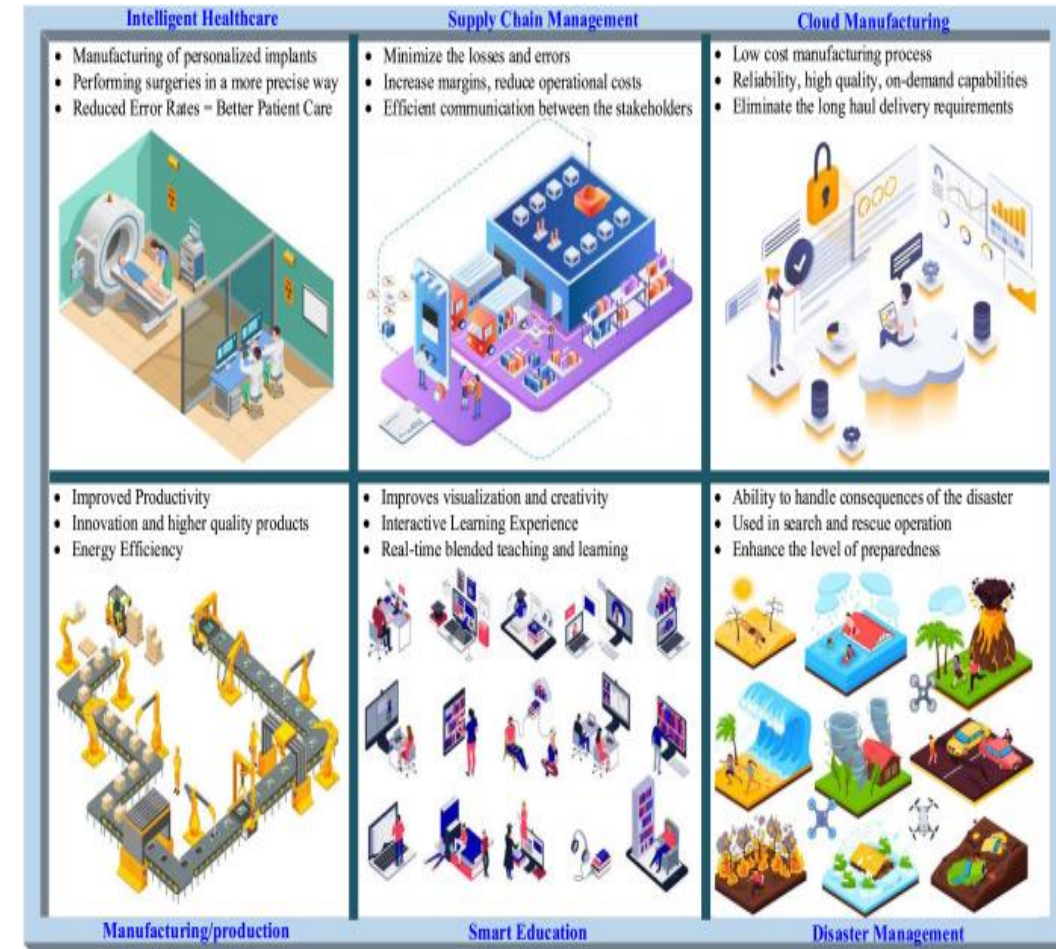 Intelligent Healthcare
• Manufacturing of personalized implants
• Performing surgeries in a more precise way
• Reduced Error Rates = Better Patient Care
Supply Chain Management
• Minimize the losses and errors
• Increase margins, reduce operational costs
• Efficient communication between the stakeholders
Cloud Manufacturing
• Low cost manufacturing process
• Reliability, high quality, on-demand capabilities
• Eliminate the long haul delivery requirements
• Improved Productivity
• Innovation and higher quality products
• Energy Efficiency
Manufacturing/production
• Improves visualization and creativity
• Interactive Learning Experience
• Real-time blended teaching and learning
Smart Education
• Ability to handle consequences of the disaster
• Used in search and rescue operation
• Enhance the level of preparedness
Disaster Management